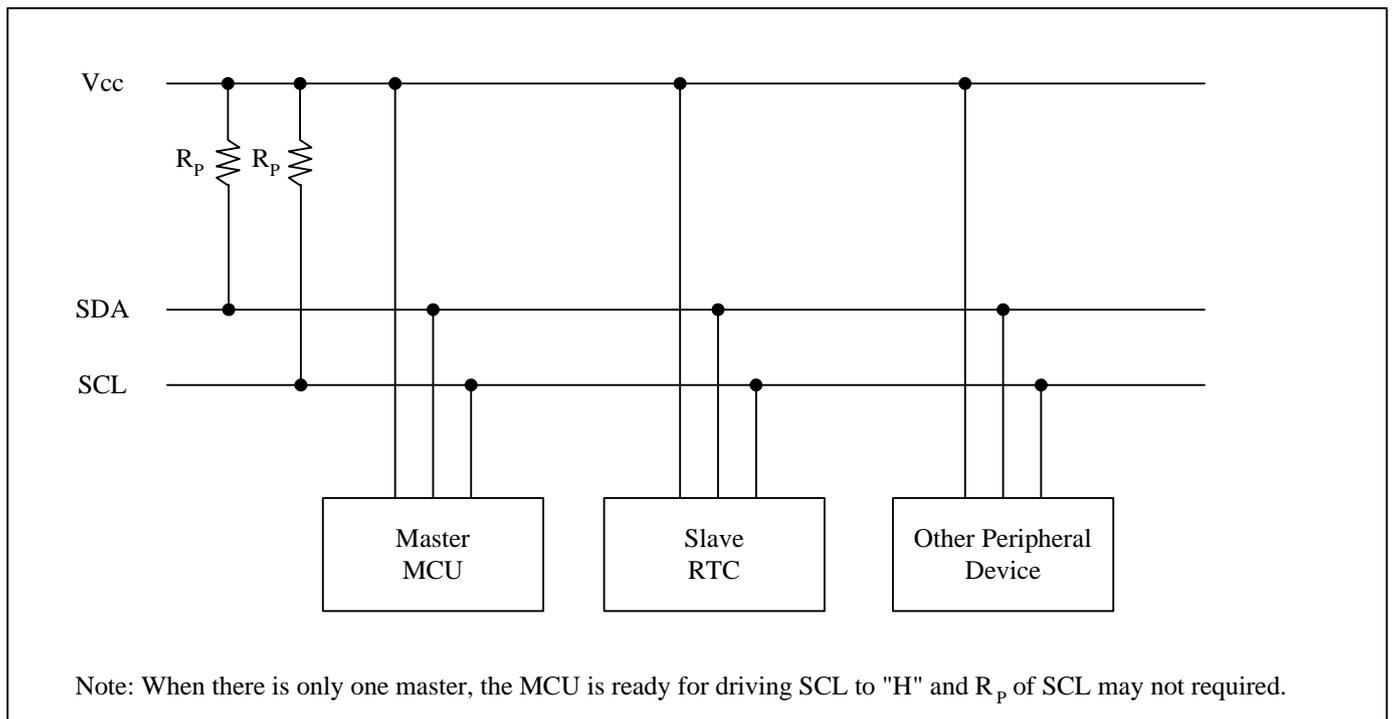 Vcc
R_P R_P
SDA
SCL
Master
MCU
Slave
RTC
Other Peripheral
Device
Note: When there is only one master, the MCU is ready for driving SCL to "H" and R_P of SCL may not required.